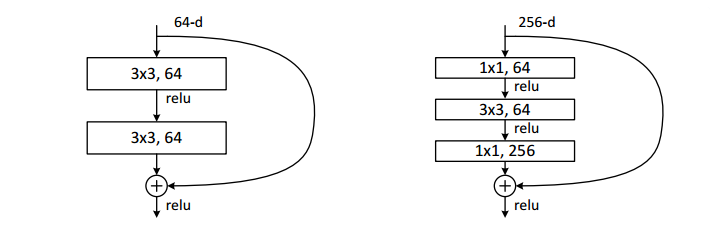 64-d
3x3, 64
relu
3x3, 64
+
relu
256-d
1x1, 64
relu
3x3, 64
relu
1x1, 256
+
relu